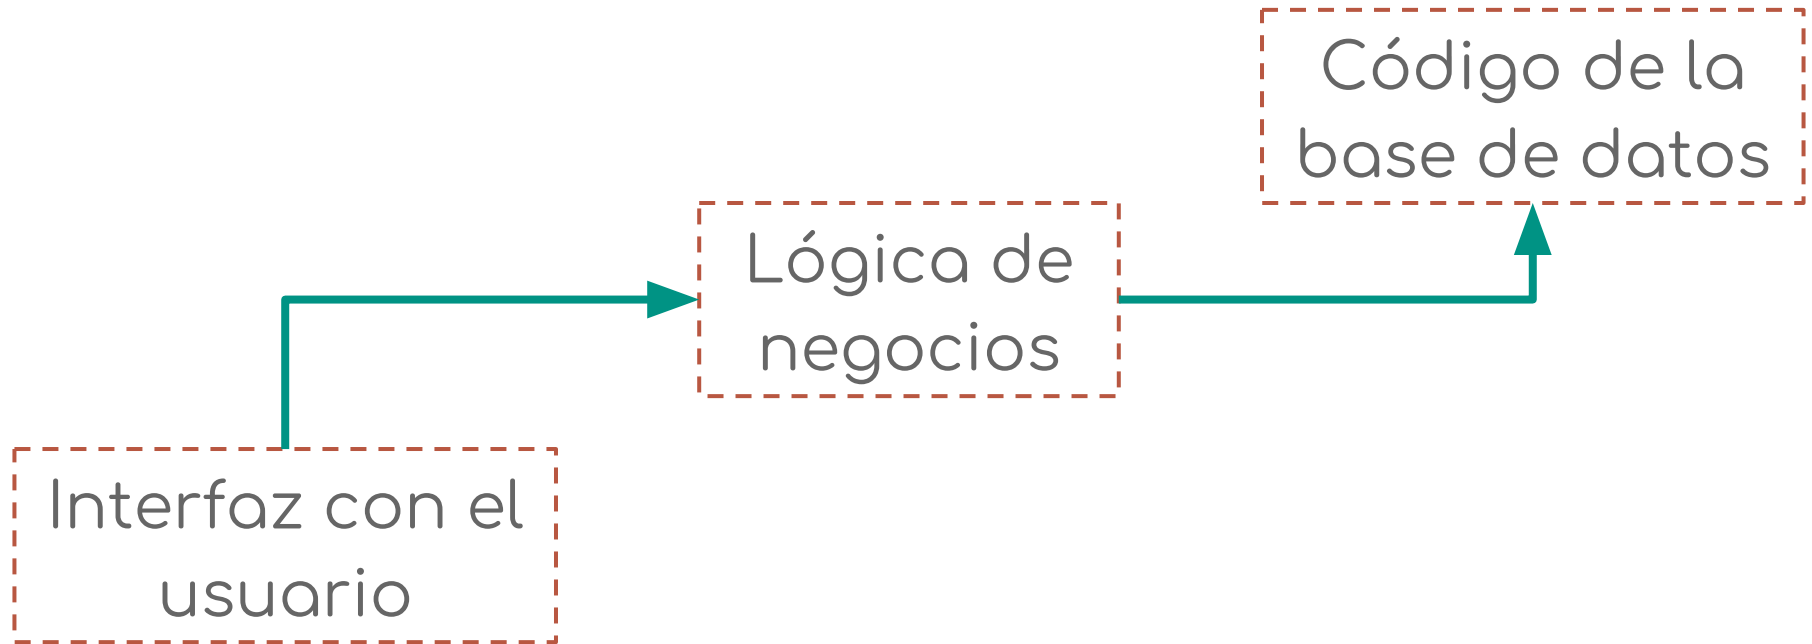 Código de la
base de datos
Lógica de
negocios
Interfaz con el
usuario